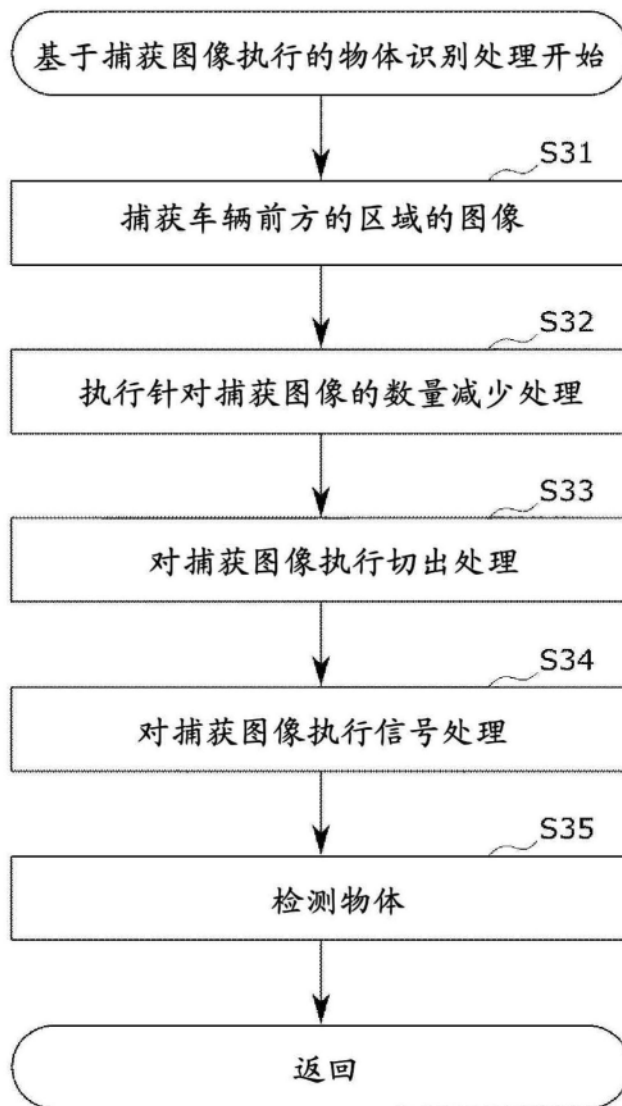 基于捕获图像执行的物体识别处理开始
S31
捕获车辆前方的区域的图像
S32
执行针对捕获图像的数量减少处理
S33
对捕获图像执行切出处理
S34
对捕获图像执行信号处理
S35
检测物体
返回